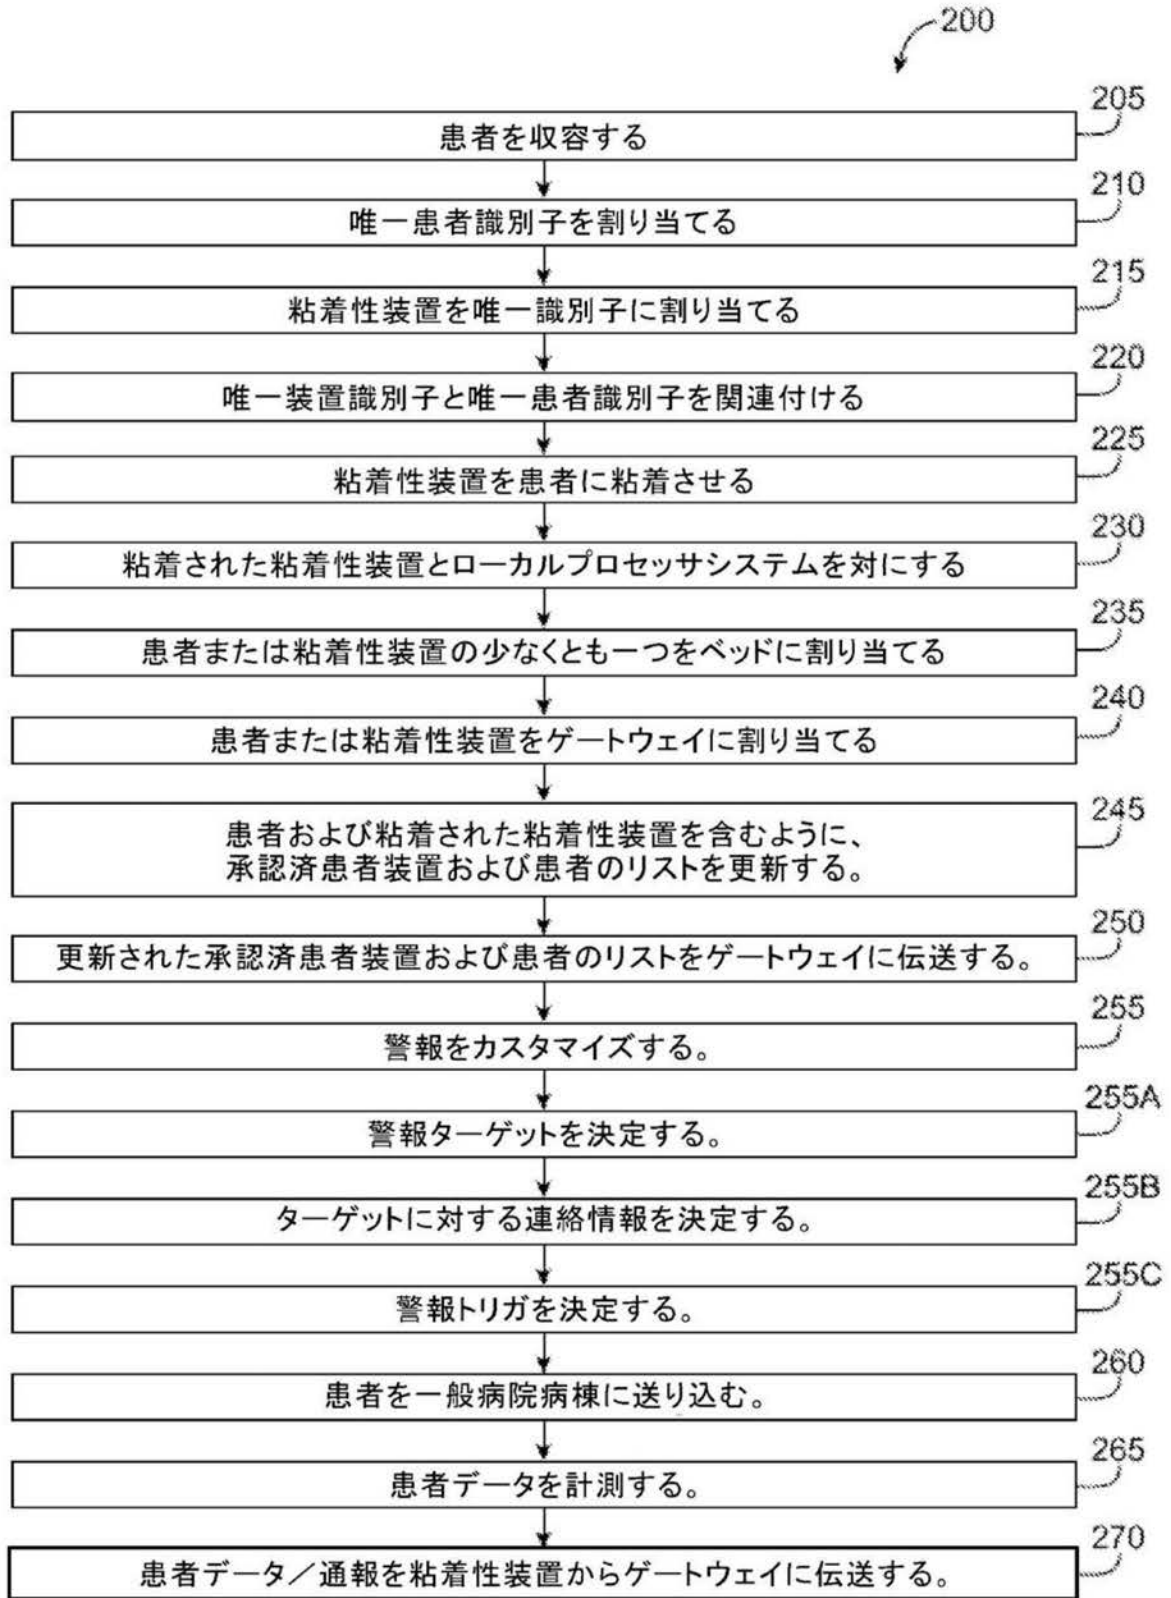 200
205
患者を収容する
210
唯一患者識別子を割り当てる
215
粘着性装置を唯一識別子に割り当てる
220
唯一装置識別子と唯一患者識別子を関連付ける
225
粘着性装置を患者に粘着させる
230
粘着された粘着性装置とローカルプロセッサシステムを対にする
235
患者または粘着性装置の少なくとも一つをベッドに割り当てる
240
患者または粘着性装置をゲートウェイに割り当てる
245
患者および粘着された粘着性装置を含むように、
承認済患者装置および患者のリストを更新する。
250
更新された承認済患者装置および患者のリストをゲートウェイに伝送する。
255
警報をカスタマイズする。
255A
警報ターゲットを決定する。
255B
ターゲットに対する連絡情報を決定する。
255C
警報トリガを決定する。
260
患者を一般病院病棟に送り込む。
265
患者データを計測する。
270
患者データ／通報を粘着性装置からゲートウェイに伝送する。